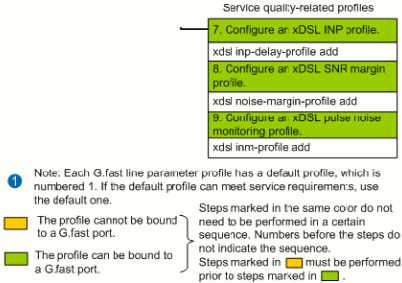 Service quality-related profiles
7. Configure an xDSL INP profile.
xdsl inp-delay-profile add
8. Configure an xDSL SNR margin
profile.
xdsl noise-margin-profile add
9. Configure an xDSL pulse noise
monitoring profile.
xdsl inm-profile add
1
Note: Each G.fast line parameter profile has a default profile, which is
numbered 1. If the default profile can meet service requirements, use
the default one.
The profile cannot be bound
to a G.fast port.
The profile can be bound to
a G.fast port.
Steps marked in the same color do not
need to be performed in a certain
sequence. Numbers before the steps do
not indicate the sequence.
Steps marked in must be performed
prior to steps marked in .